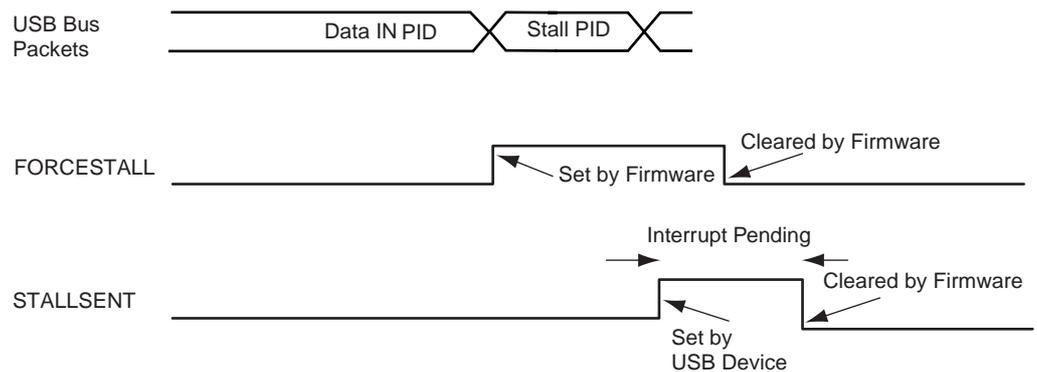 USB Bus
Packets
Data IN PID
Stall PID
FORCESTALL
Set by Firmware
Cleared by Firmware
Interrupt Pending
STALLSENT
Cleared by Firmware
Set by
USB Device